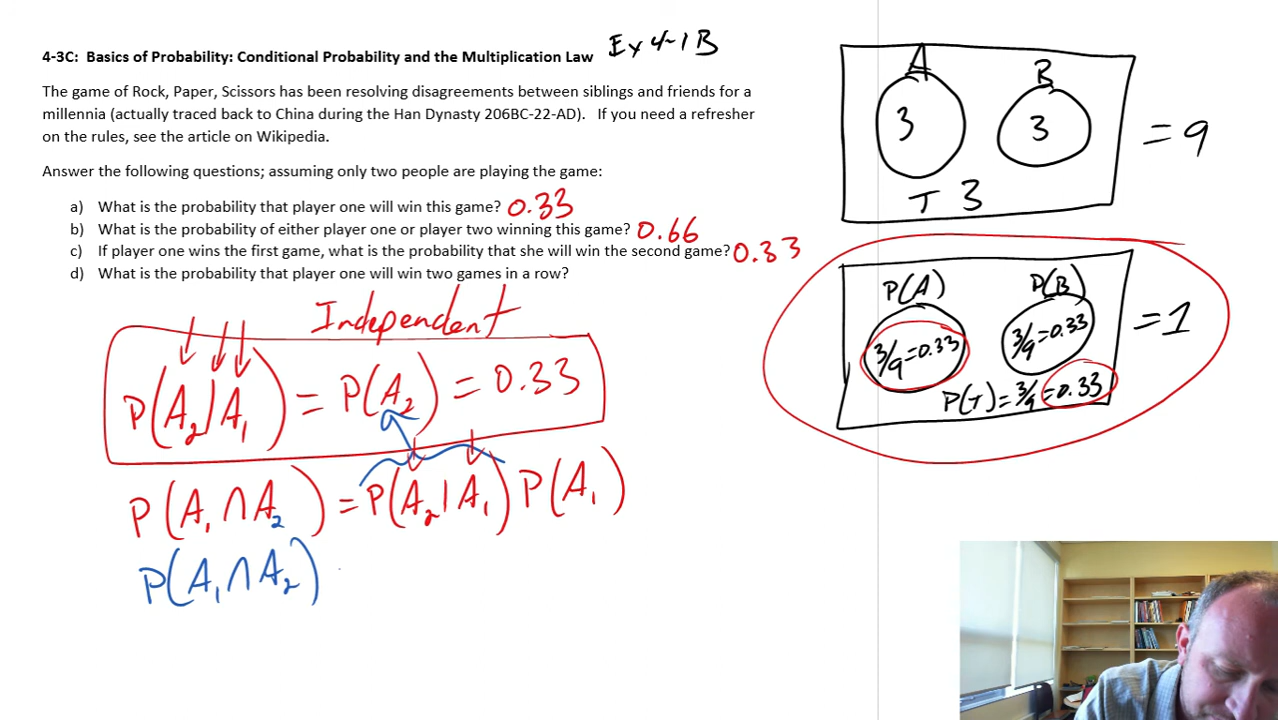 4-3C: Basics of Probability: Conditional Probability and the Multiplication Law Ex 4-1B
The game of Rock, Paper, Scissors has been resolving disagreements between siblings and friends for a
millennia (actually traced back to China during the Han Dynasty 206BC-22-AD). If you need a refresher
on the rules, see the article on Wikipedia.
Answer the following questions; assuming only two people are playing the game:
a) What is the probability that player one will win this game? 0.33
b) What is the probability of either player one or player two winning this game? 0.66
c) If player one wins the first game, what is the probability that she will win the second game? 0.33
d) What is the probability that player one will win two games in a row?
Independent
P(A₂|A₁) = P(A₂) = 0.33
P(A₁∩A₂) = P(A₂|A₁) P(A₁)
P(A₁∩A₂)
A B
3 3 = 9
T 3
P(A) P(B)
3/9=0.33 3/9=0.33 = 1
P(T)=3/9=0.33